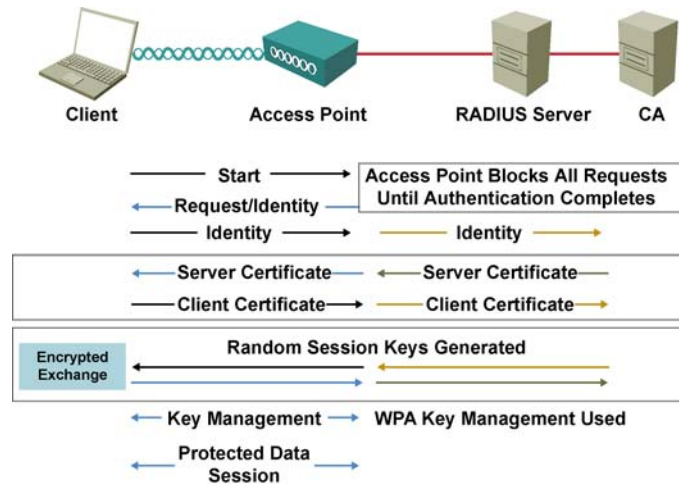 Client
Access Point
RADIUS Server
CA
Start
Access Point Blocks All Requests
Until Authentication Completes
Request/Identity
Identity
Identity
Server Certificate
Server Certificate
Client Certificate
Client Certificate
Encrypted
Exchange
Random Session Keys Generated
Key Management
WPA Key Management Used
Protected Data
Session